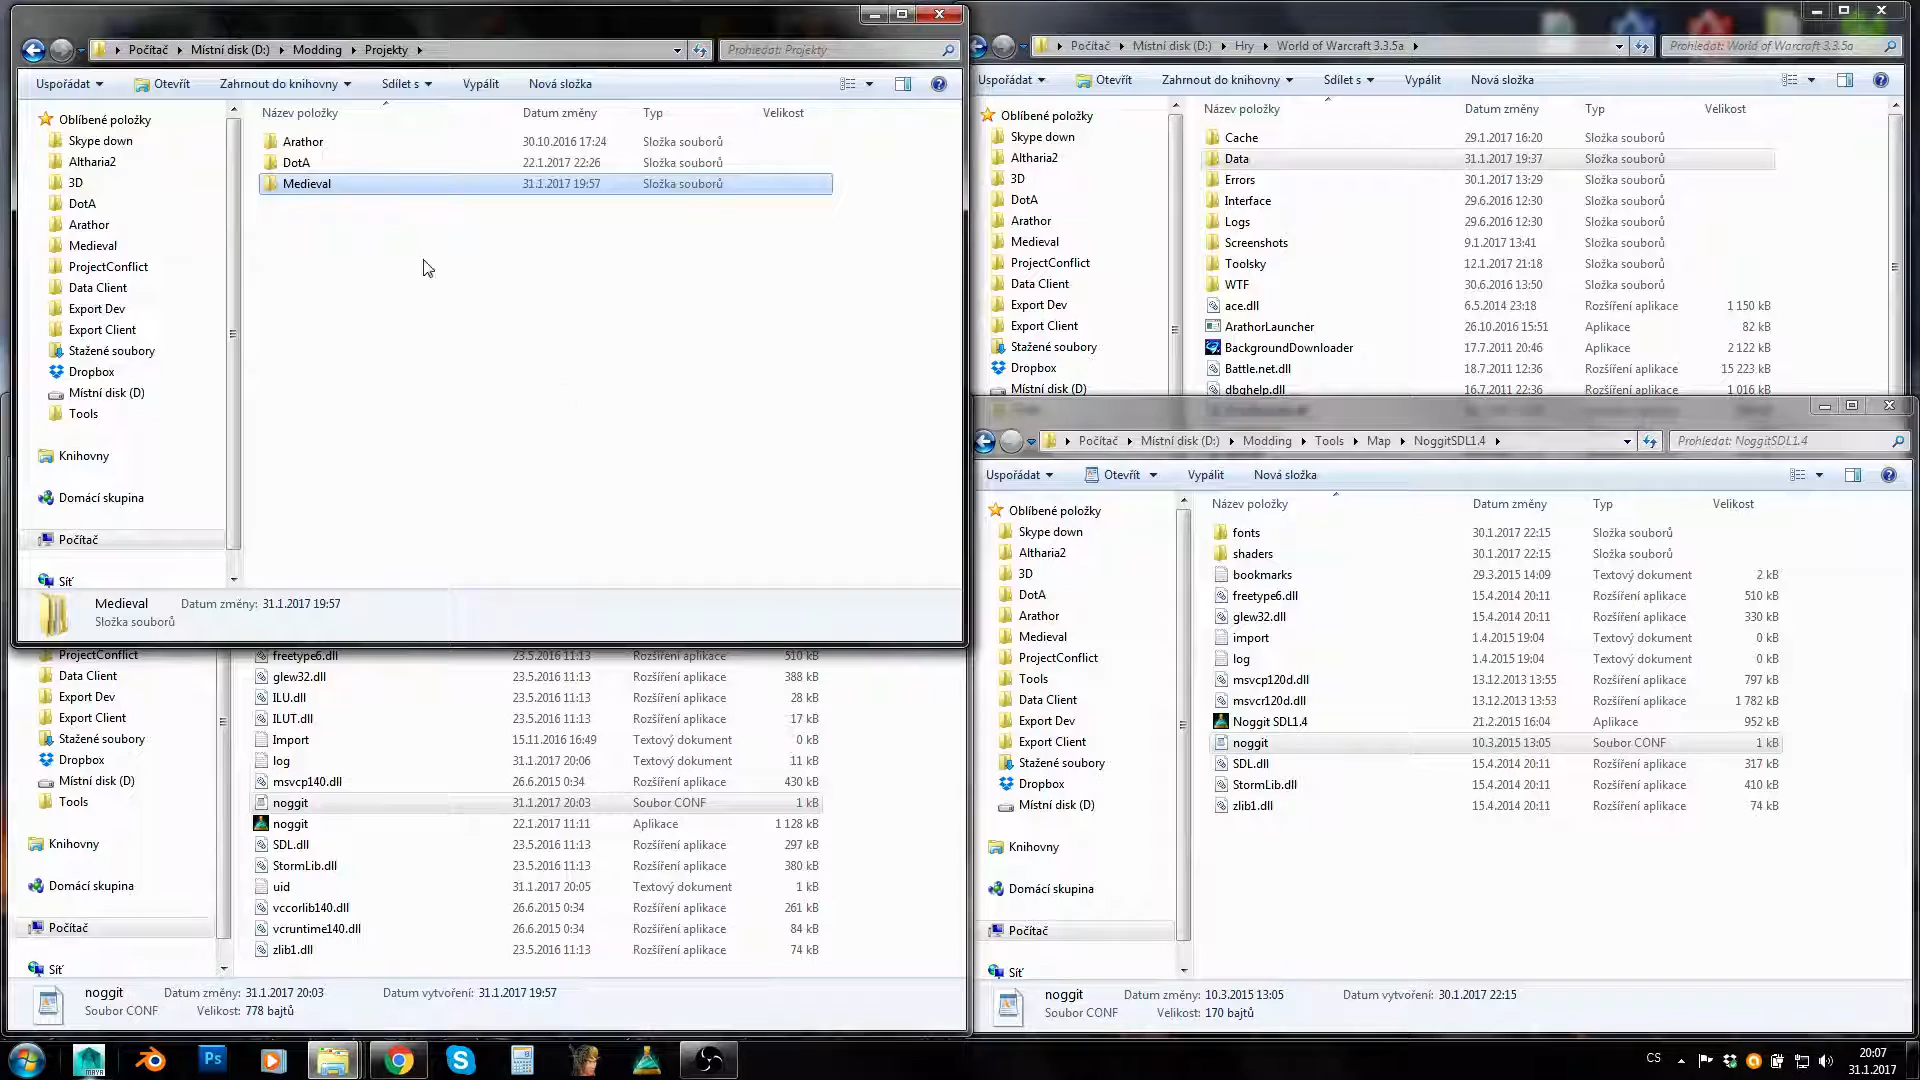 Počítač Místní disk (D:) Modding Projekty
Prohledat: Projekty
Uspořádat Otevřít Zahrnout do knihovny Sdílet s Vypálit Nová složka
Název položky Datum změny Typ Velikost
Oblíbené položky
Skype down
Altharia2
3D
DotA
Arathor
Medieval
ProjectConflict
Data Client
Export Dev
Export Client
Stažené soubory
Dropbox
Místní disk (D)
Tools
Knihovny
Domácí skupina
Počítač
Síť
Arathor 30.10.2016 17:24 Složka souborů
DotA 22.1.2017 22:26 Složka souborů
Medieval 31.1.2017 19:57 Složka souborů
Medieval Datum změny: 31.1.2017 19:57
Složka souborů
Počítač Místní disk (D:) Hry World of Warcraft 3.3.5a
Prohledat: World of Warcraft 3.3.5a
Uspořádat Otevřít Zahrnout do knihovny Sdílet s Vypálit Nová složka
Název položky Datum změny Typ Velikost
Oblíbené položky
Skype down
Altharia2
3D
DotA
Arathor
Medieval
ProjectConflict
Data Client
Export Dev
Export Client
Stažené soubory
Dropbox
Místní disk (D)
Cache 29.1.2017 16:20 Složka souborů
Data 31.1.2017 19:37 Složka souborů
Errors 30.1.2017 13:29 Složka souborů
Interface 29.6.2016 12:30 Složka souborů
Logs 29.6.2016 12:30 Složka souborů
Screenshots 9.1.2017 13:41 Složka souborů
Toolsky 12.1.2017 21:18 Složka souborů
WTF 30.6.2016 13:50 Složka souborů
ace.dll 6.5.2014 23:18 Rozšíření aplikace 1 150 kB
ArathorLauncher 26.10.2016 15:51 Aplikace 82 kB
BackgroundDownloader 17.7.2011 20:46 Aplikace 2 122 kB
Battle.net.dll 18.7.2011 12:36 Rozšíření aplikace 15 223 kB
dbghelp.dll 16.7.2011 22:36 Rozšíření aplikace 1 016 kB
Počítač Místní disk (D:) Modding Tools Map NoggitSDL1.4
Prohledat: NoggitSDL1.4
Uspořádat Otevřít Vypálit Nová složka
Název položky Datum změny Typ Velikost
Oblíbené položky
Skype down
Altharia2
3D
DotA
Arathor
Medieval
ProjectConflict
Tools
Data Client
Export Dev
Export Client
Stažené soubory
Dropbox
Místní disk (D)
Knihovny
Domácí skupina
Počítač
Síť
fonts 30.1.2017 22:15 Složka souborů
shaders 30.1.2017 22:15 Složka souborů
bookmarks 29.3.2015 14:09 Textový dokument 2 kB
freetype6.dll 15.4.2014 20:11 Rozšíření aplikace 510 kB
glew32.dll 15.4.2014 20:11 Rozšíření aplikace 330 kB
import 1.4.2015 19:04 Textový dokument 0 kB
log 1.4.2015 19:04 Textový dokument 0 kB
msvcp120d.dll 13.12.2013 13:55 Rozšíření aplikace 797 kB
msvcr120d.dll 13.12.2013 13:53 Rozšíření aplikace 1 782 kB
Noggit SDL1.4 21.2.2015 16:04 Aplikace 952 kB
noggit 10.3.2015 13:05 Soubor CONF 1 kB
SDL.dll 15.4.2014 20:11 Rozšíření aplikace 317 kB
StormLib.dll 15.4.2014 20:11 Rozšíření aplikace 410 kB
zlib1.dll 15.4.2014 20:11 Rozšíření aplikace 74 kB
noggit Datum změny: 10.3.2015 13:05 Datum vytvoření: 30.1.2017 22:15
Soubor CONF Velikost: 170 bajtů
ProjectConflict
Data Client
Export Dev
Export Client
Stažené soubory
Dropbox
Místní disk (D)
Tools
Knihovny
Domácí skupina
Počítač
Síť
freetype6.dll 23.5.2016 11:13 Rozšíření aplikace 510 kB
glew32.dll 23.5.2016 11:13 Rozšíření aplikace 388 kB
ILU.dll 23.5.2016 11:13 Rozšíření aplikace 28 kB
ILUT.dll 23.5.2016 11:13 Rozšíření aplikace 17 kB
Import 15.11.2016 16:49 Textový dokument 0 kB
log 31.1.2017 20:06 Textový dokument 11 kB
msvcp140.dll 26.6.2015 0:34 Rozšíření aplikace 430 kB
noggit 31.1.2017 20:03 Soubor CONF 1 kB
noggit 22.1.2017 11:11 Aplikace 1 128 kB
SDL.dll 23.5.2016 11:13 Rozšíření aplikace 297 kB
StormLib.dll 23.5.2016 11:13 Rozšíření aplikace 380 kB
uid 31.1.2017 20:05 Textový dokument 1 kB
vccorlib140.dll 26.6.2015 0:34 Rozšíření aplikace 261 kB
vcruntime140.dll 26.6.2015 0:34 Rozšíření aplikace 84 kB
zlib1.dll 23.5.2016 11:13 Rozšíření aplikace 74 kB
noggit Datum změny: 31.1.2017 20:03 Datum vytvoření: 31.1.2017 19:57
Soubor CONF Velikost: 778 bajtů
MAYA
Ps
CS
20:07
31.1.2017